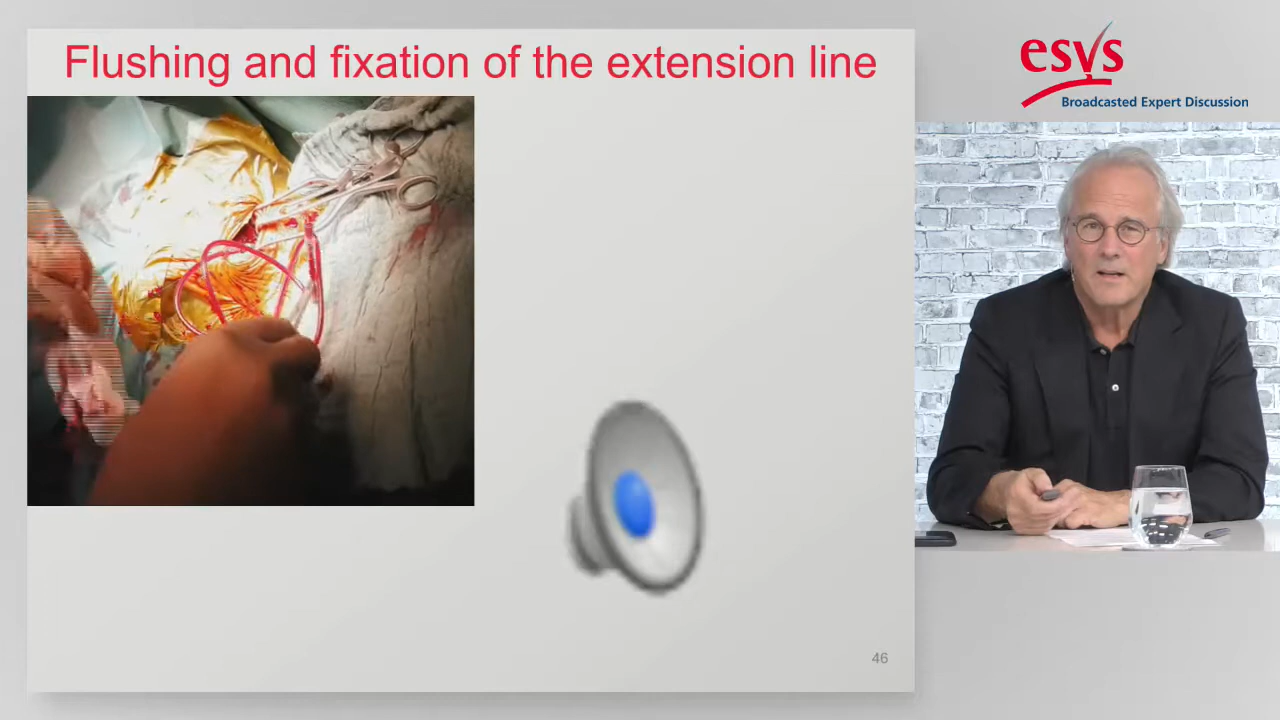 Flushing and fixation of the extension line
esvs
Broadcasted Expert Discussion
46